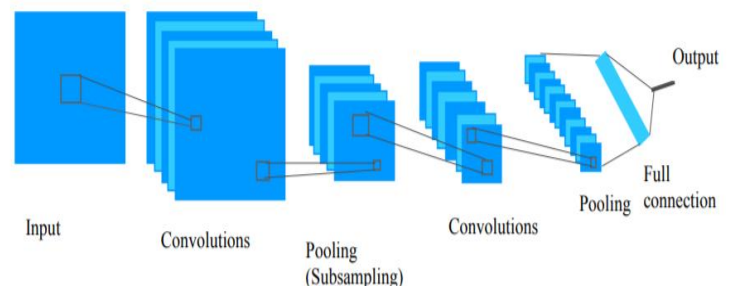 Input
Convolutions
Pooling
(Subsampling)
Convolutions
Pooling
Full
connection
Output